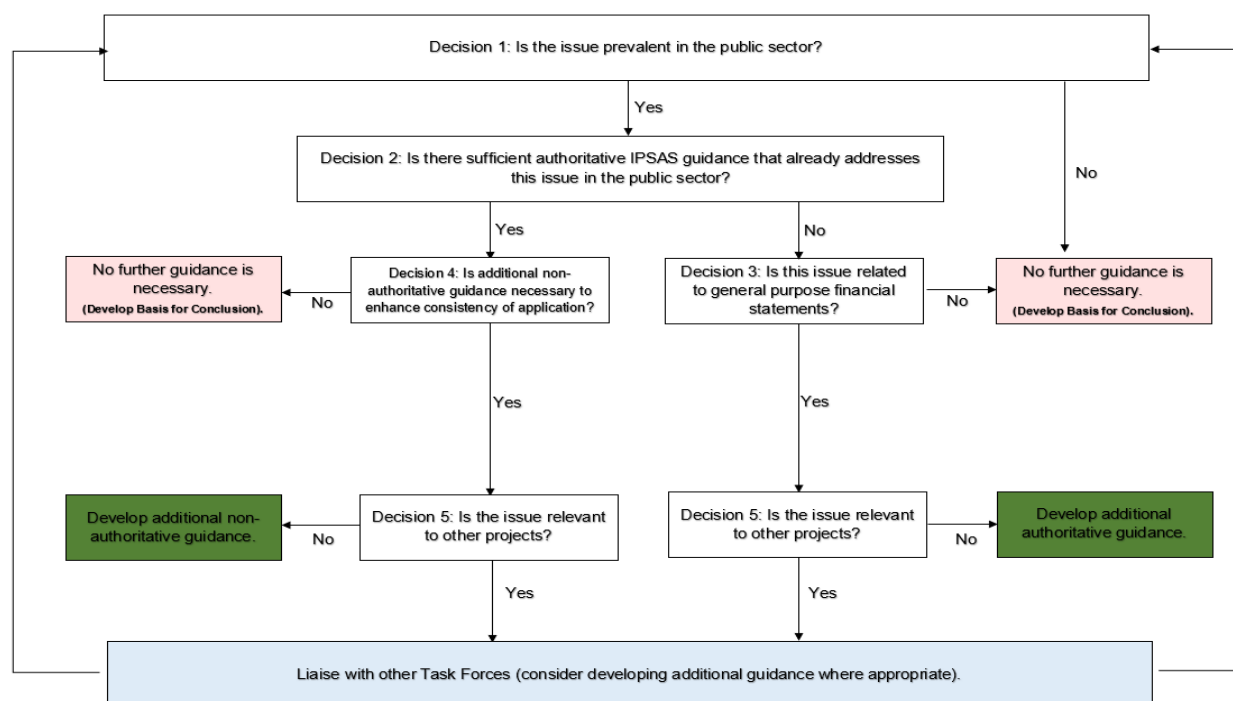 Decision 1: Is the issue prevalent in the public sector?
Yes
Decision 2: Is there sufficient authoritative IPSAS guidance that already addresses
this issue in the public sector?
No
Yes
No
No further guidance is
necessary.
(Develop Basis for Conclusion).
No
Decision 4: Is additional non-
authoritative guidance necessary to
enhance consistency of application?
Decision 3: Is this issue related
to general purpose financial
statements?
No
No further guidance is
necessary.
(Develop Basis for Conclusion).
Yes
Yes
Develop additional non-
authoritative guidance.
No
Decision 5: Is the issue relevant
to other projects?
Decision 5: Is the issue relevant
to other projects?
No
Develop additional
authoritative guidance.
Yes
Yes
Liaise with other Task Forces (consider developing additional guidance where appropriate).